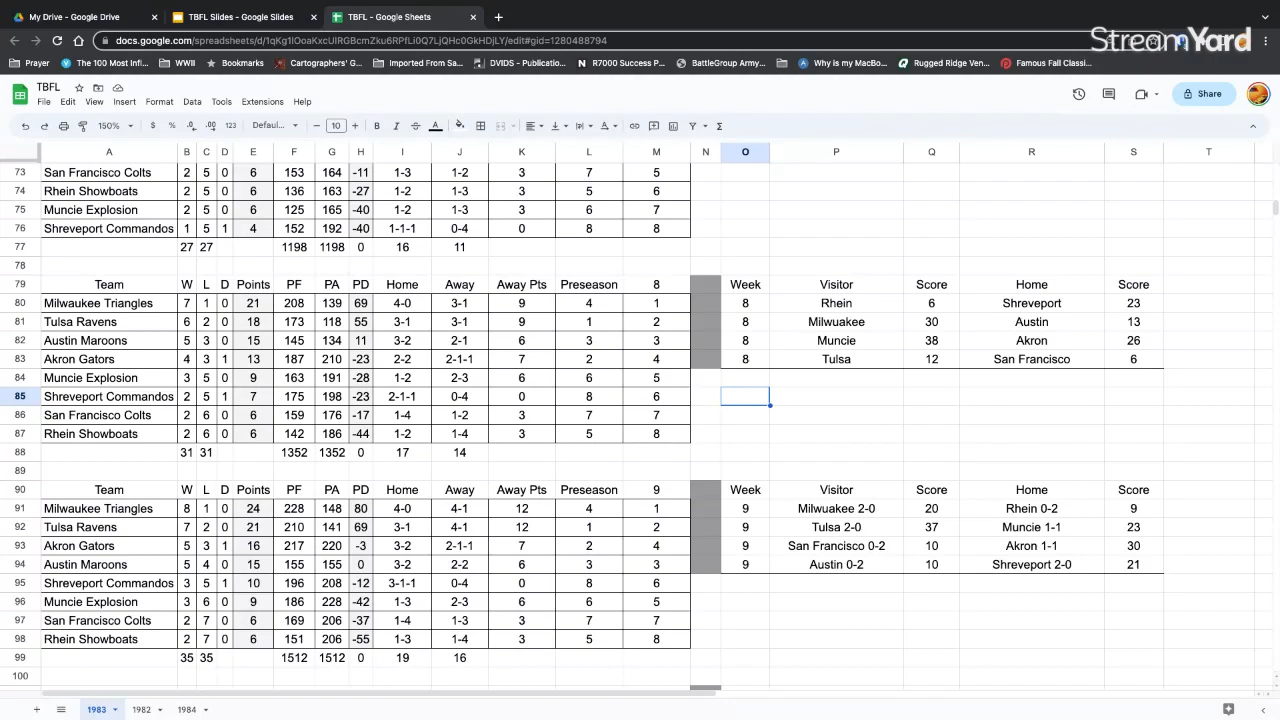 My Drive - Google Drive × TBFL Slides - Google Slides × TBFL - Google Sheets × +
docs.google.com/spreadsheets/d/1qKg1IOoaKxcUIRGBcmZku6RPfLi0Q7LjQHc0GkHDjLY/edit#gid=1280488794
StreamYard
Prayer The 100 Most Infl... WWII Bookmarks Cartographers' G... Imported From Sa... DVIDS - Publicatio... R7000 Success P... BattleGroup Army... Why is my MacBo... Rugged Ridge Ven... Famous Fall Classi...
TBFL
File Edit View Insert Format Data Tools Extensions Help
Share
150% $ % .0 .00 123 Defaul... - 10 + B I S A
A B C D E F G H I J K L M N O P Q R S T
73 San Francisco Colts 2 5 0 6 153 164 -11 1-3 1-2 3 7 5
74 Rhein Showboats 2 5 0 6 136 163 -27 1-2 1-3 3 5 6
75 Muncie Explosion 2 5 0 6 125 165 -40 1-2 1-3 3 6 7
76 Shreveport Commandos 1 5 1 4 152 192 -40 1-1-1 0-4 0 8 8
77 27 27 1198 1198 0 16 11
78
79 Team W L D Points PF PA PD Home Away Away Pts Preseason 8 Week Visitor Score Home Score
80 Milwaukee Triangles 7 1 0 21 208 139 69 4-0 3-1 9 4 1 8 Rhein 6 Shreveport 23
81 Tulsa Ravens 6 2 0 18 173 118 55 3-1 3-1 9 1 2 8 Milwuakee 30 Austin 13
82 Austin Maroons 5 3 0 15 145 134 11 3-2 2-1 6 3 3 8 Muncie 38 Akron 26
83 Akron Gators 4 3 1 13 187 210 -23 2-2 2-1-1 7 2 4 8 Tulsa 12 San Francisco 6
84 Muncie Explosion 3 5 0 9 163 191 -28 1-2 2-3 6 6 5
85 Shreveport Commandos 2 5 1 7 175 198 -23 2-1-1 0-4 0 8 6
86 San Francisco Colts 2 6 0 6 159 176 -17 1-4 1-2 3 7 7
87 Rhein Showboats 2 6 0 6 142 186 -44 1-2 1-4 3 5 8
88 31 31 1352 1352 0 17 14
89
90 Team W L D Points PF PA PD Home Away Away Pts Preseason 9 Week Visitor Score Home Score
91 Milwaukee Triangles 8 1 0 24 228 148 80 4-0 4-1 12 4 1 9 Milwuakee 2-0 20 Rhein 0-2 9
92 Tulsa Ravens 7 2 0 21 210 141 69 3-1 4-1 12 1 2 9 Tulsa 2-0 37 Muncie 1-1 23
93 Akron Gators 5 3 1 16 217 220 -3 3-2 2-1-1 7 2 4 9 San Francisco 0-2 10 Akron 1-1 30
94 Austin Maroons 5 4 0 15 155 155 0 3-2 2-2 6 3 3 9 Austin 0-2 10 Shreveport 2-0 21
95 Shreveport Commandos 3 5 1 10 196 208 -12 3-1-1 0-4 0 8 6
96 Muncie Explosion 3 6 0 9 186 228 -42 1-3 2-3 6 6 5
97 San Francisco Colts 2 7 0 6 169 206 -37 1-4 1-3 3 7 7
98 Rhein Showboats 2 7 0 6 151 206 -55 1-3 1-4 3 5 8
99 35 35 1512 1512 0 19 16
100
+ 1983 1982 1984